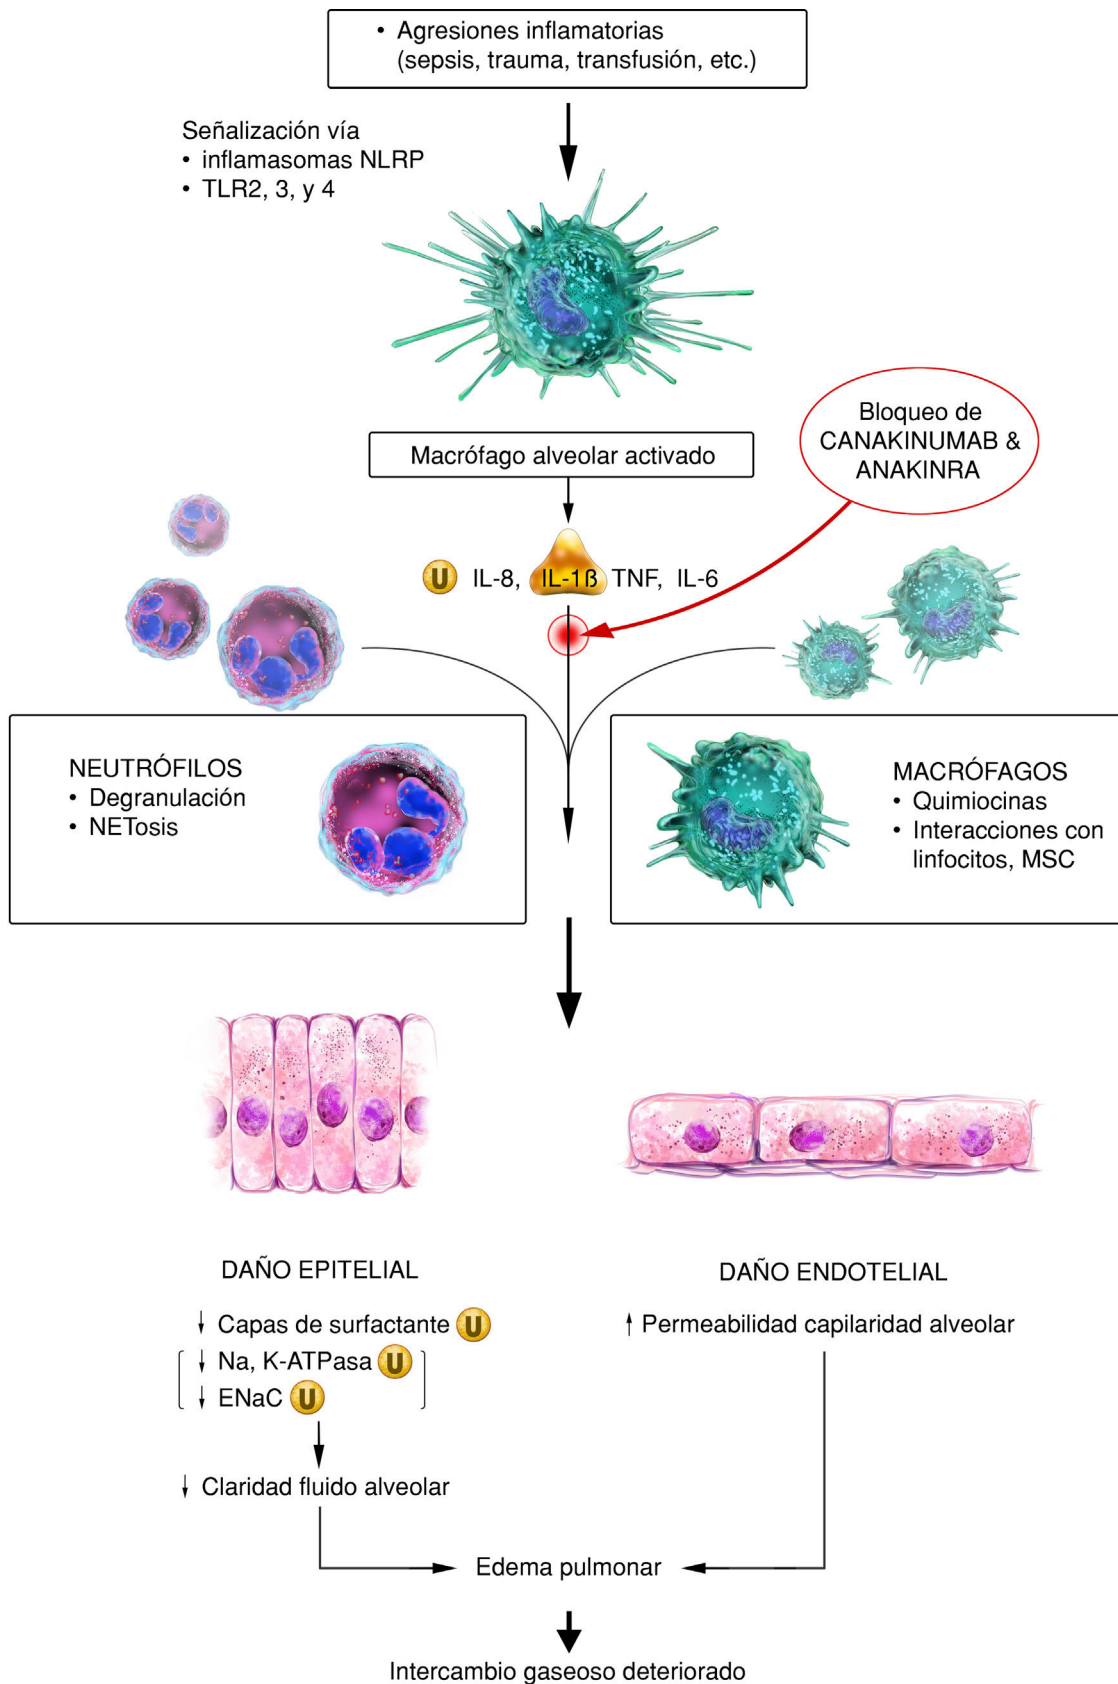 • Agresiones inflamatorias
(sepsis, trauma, transfusión, etc.)
Señalización vía
• inflamasomas NLRP
• TLR2, 3, y 4
Bloqueo de
CANAKINUMAB &
ANAKINRA
Macrófago alveolar activado
U IL-8, IL-1ß TNF, IL-6
NEUTRÓFILOS
• Degranulación
• NETosis
MACRÓFAGOS
• Quimiocinas
• Interacciones con
linfocitos, MSC
DAÑO EPITELIAL
↓ Capas de surfactante U
↓ Na, K-ATPasa U
↓ ENaC U
↓ Claridad fluido alveolar
DAÑO ENDOTELIAL
↑ Permeabilidad capilaridad alveolar
Edema pulmonar
Intercambio gaseoso deteriorado